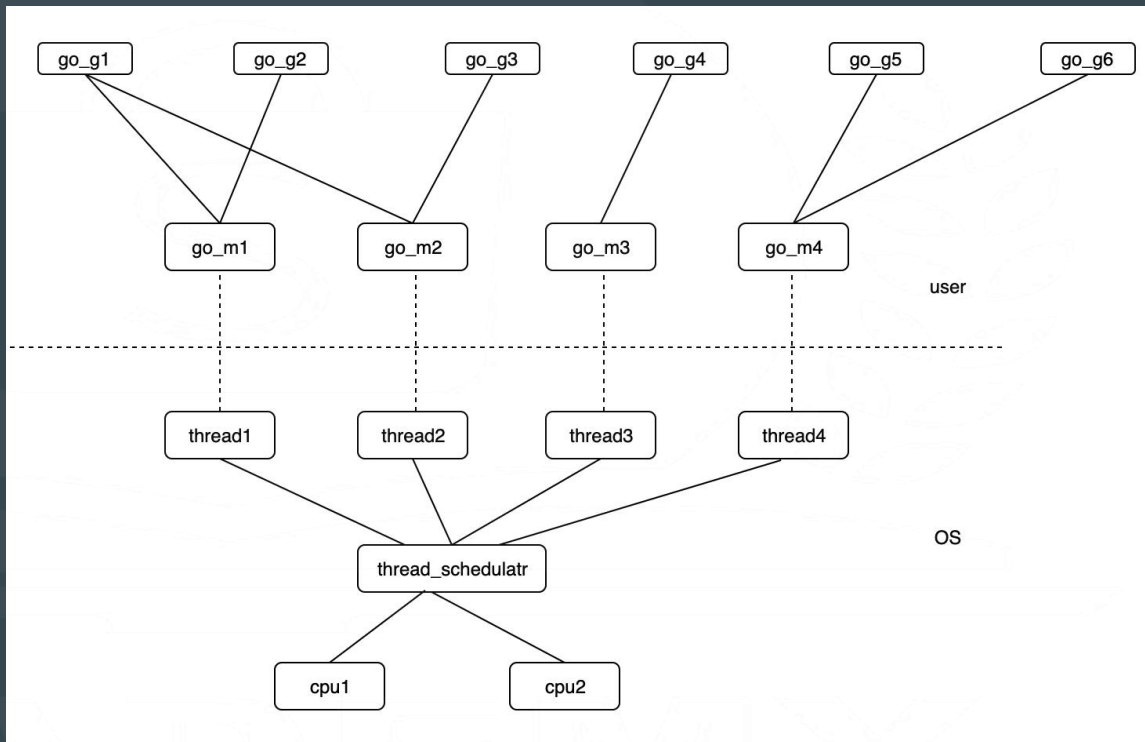 go_g1
go_g2
go_g3
go_g4
go_g5
go_g6
go_m1
go_m2
go_m3
go_m4
user
thread1
thread2
thread3
thread4
OS
thread_schedulatr
cpu1
cpu2